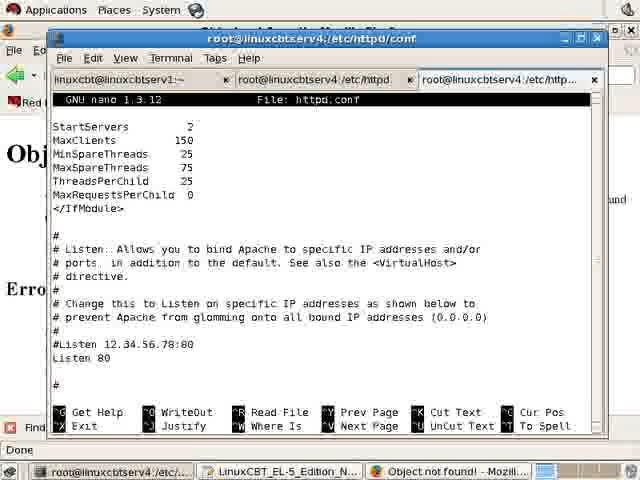 Applications Places System
root@linuxcbtserv4:/etc/httpd/conf
File Edit View Terminal Tabs Help
linuxcbt@linuxcbtserv1:~ root@linuxcbtserv4:/etc/httpd root@linuxcbtserv4:/etc/http...
GNU nano 1.3.12 File: httpd.conf
StartServers 2
MaxClients 150
MinSpareThreads 25
MaxSpareThreads 75
ThreadsPerChild 25
MaxRequestsPerChild 0
</IfModule>
#
# Listen: Allows you to bind Apache to specific IP addresses and/or
# ports, in addition to the default. See also the <VirtualHost>
# directive.
#
# Change this to Listen on specific IP addresses as shown below to
# prevent Apache from glomming onto all bound IP addresses (0.0.0.0)
#
#Listen 12.34.56.78:80
Listen 80
#
^G Get Help ^O WriteOut ^R Read File ^Y Prev Page ^K Cut Text ^C Cur Pos
^X Exit ^J Justify ^W Where Is ^V Next Page ^U UnCut Text ^T To Spell
File
Red
Obj
und
Erro
Find
Done
root@linuxcbtserv4:/etc/... LinuxCBT_EL-5_Edition_N... Object not found! - Mozill...